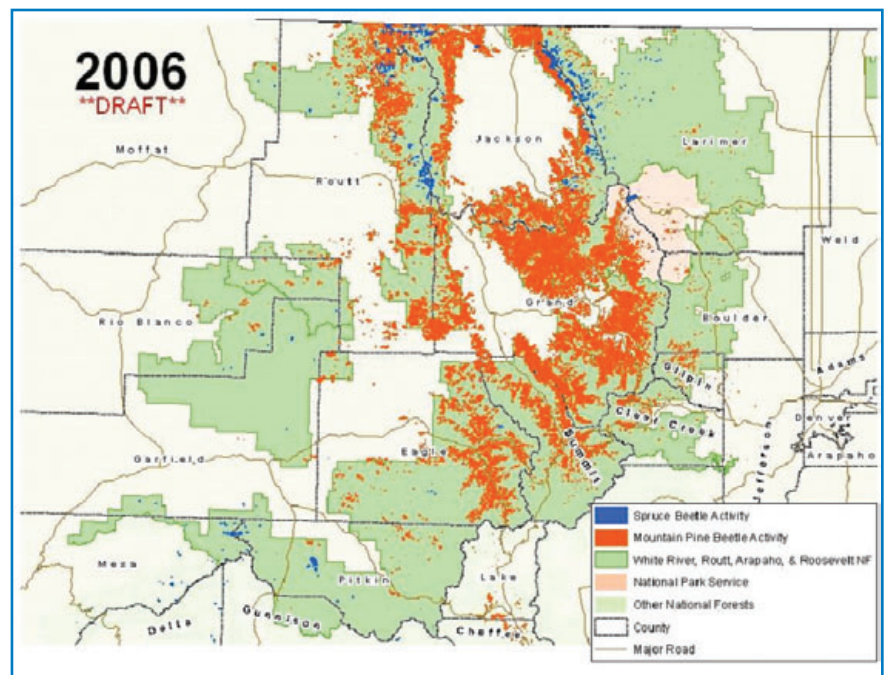 2006
**DRAFT**
Moffat
Jackson
Larimer
Routt
Weld
Grand
Rio Blanco
Boulder
Gilpin
Adams
Clear Creek
Denver
Eagle
Summit
Garfield
Jefferson
Arapaho
Mesa
Pitkin
Lake
Delta
Gunnison
Chaffee
Spruce Beetle Activity
Mountain Pine Beetle Activity
White River, Routt, Arapaho, & Roosevelt NF
National Park Service
Other National Forests
County
Major Road